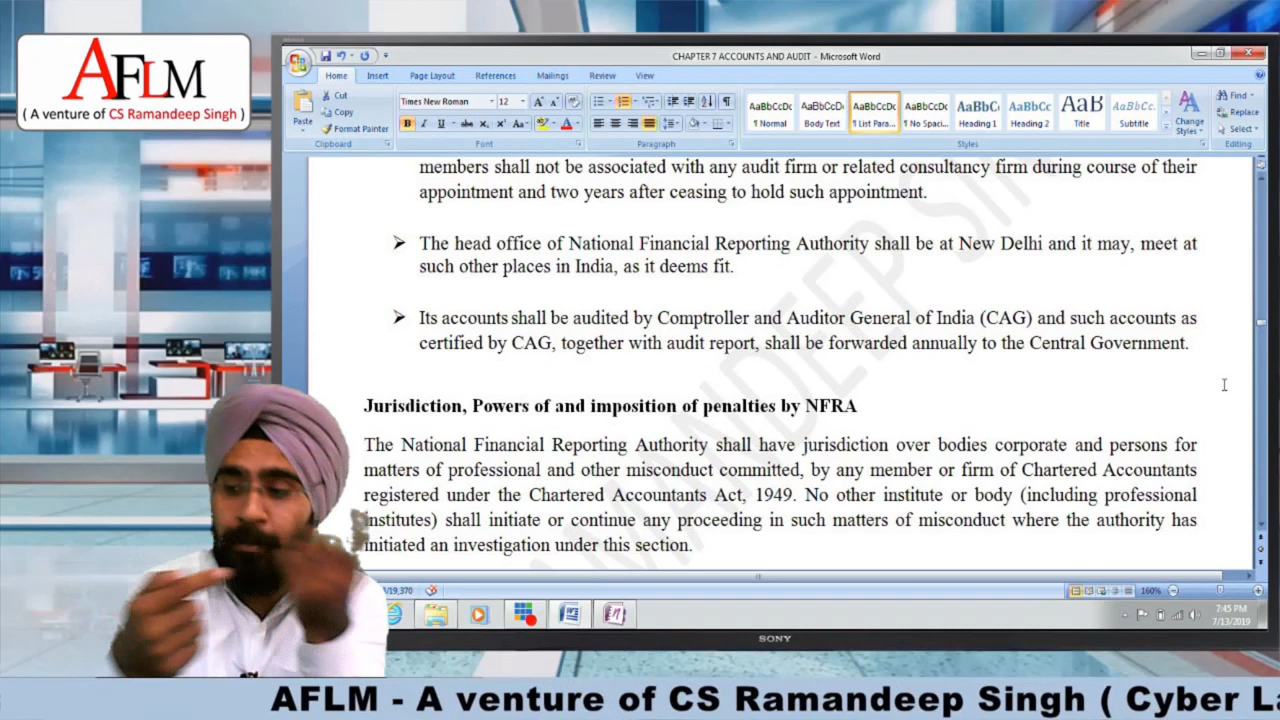 AFLM
( A venture of CS Ramandeep Singh )
CHAPTER 7 ACCOUNTS AND AUDIT - Microsoft Word
Home Insert Page Layout References Mailings Review View
Cut
Copy
Format Painter
Paste
Times New Roman 12
AaBbCcDc AaBbCcDc AaBbCcDc AaBbCcDc AaBbC AaBbCc AaBb AaBbCc.
¶ Normal Body Text ¶ List Para... ¶ No Spaci... Heading 1 Heading 2 Title Subtitle
Change Styles
Find
Replace
Select
Clipboard Font Paragraph Styles Editing
members shall not be associated with any audit firm or related consultancy firm during course of their
appointment and two years after ceasing to hold such appointment.
➢ The head office of National Financial Reporting Authority shall be at New Delhi and it may, meet at
such other places in India, as it deems fit.
➢ Its accounts shall be audited by Comptroller and Auditor General of India (CAG) and such accounts as
certified by CAG, together with audit report, shall be forwarded annually to the Central Government.
Jurisdiction, Powers of and imposition of penalties by NFRA
The National Financial Reporting Authority shall have jurisdiction over bodies corporate and persons for
matters of professional and other misconduct committed, by any member or firm of Chartered Accountants
registered under the Chartered Accountants Act, 1949. No other institute or body (including professional
institutes) shall initiate or continue any proceeding in such matters of misconduct where the authority has
initiated an investigation under this section.
/19,370
160%
7:45 PM
7/13/2019
SONY
AFLM - A venture of CS Ramandeep Singh ( Cyber La